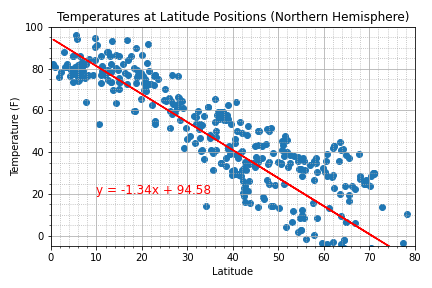 Temperatures at Latitude Positions (Northern Hemisphere)
100
80
60
40
20
0
Temperature (F)
y = -1.34x + 94.58
0 10 20 30 40 50 60 70 80
Latitude